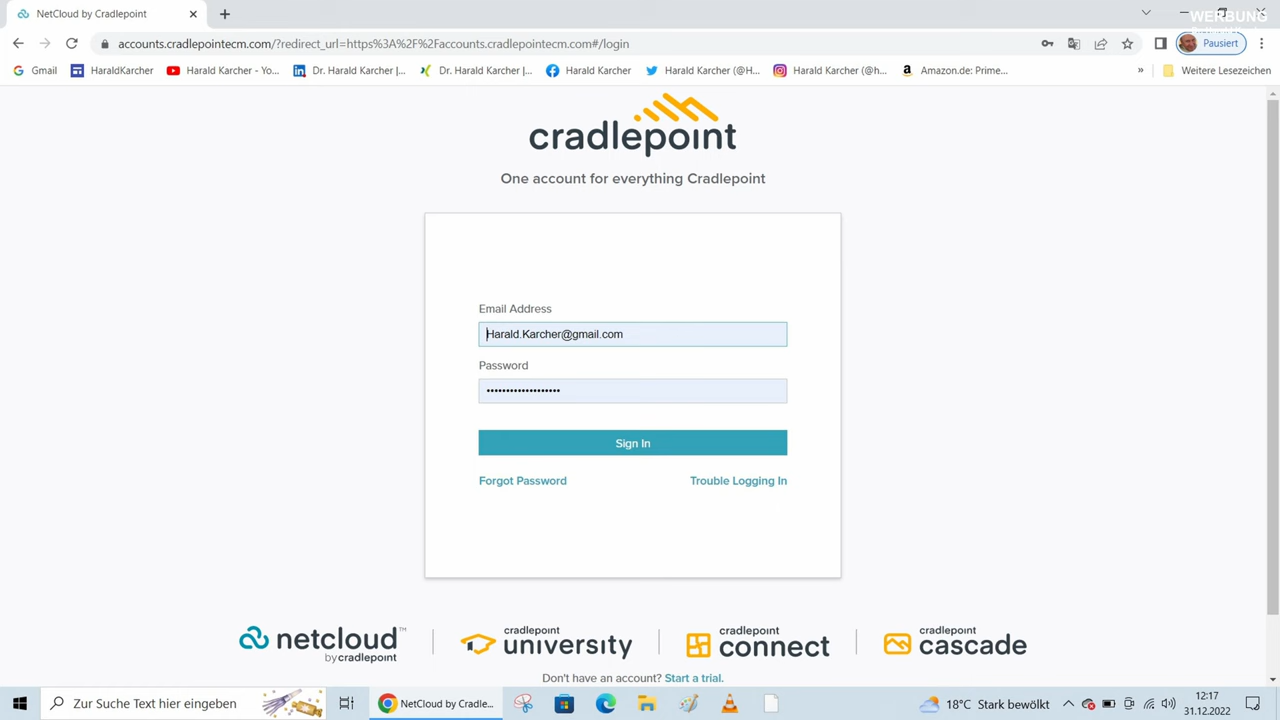 NetCloud by Cradlepoint
WERBUNG
accounts.cradlepointecm.com/?redirect_url=https%3A%2F%2Faccounts.cradlepointecm.com#/login
Pausiert
Gmail
HaraldKarcher
Harald Karcher - Yo...
Dr. Harald Karcher |...
Dr. Harald Karcher |...
Harald Karcher
Harald Karcher (@H...
Harald Karcher (@h...
Amazon.de: Prime...
»
Weitere Lesezeichen
cradlepoint
One account for everything Cradlepoint
Email Address
Harald.Karcher@gmail.com
Password
Sign In
Forgot Password
Trouble Logging In
netcloud™
by cradlepoint
cradlepoint
university
cradlepoint
connect
cradlepoint
cascade
Don't have an account? Start a trial.
Zur Suche Text hier eingeben
NetCloud by Cradle...
18°C Stark bewölkt
12:17
31.12.2022